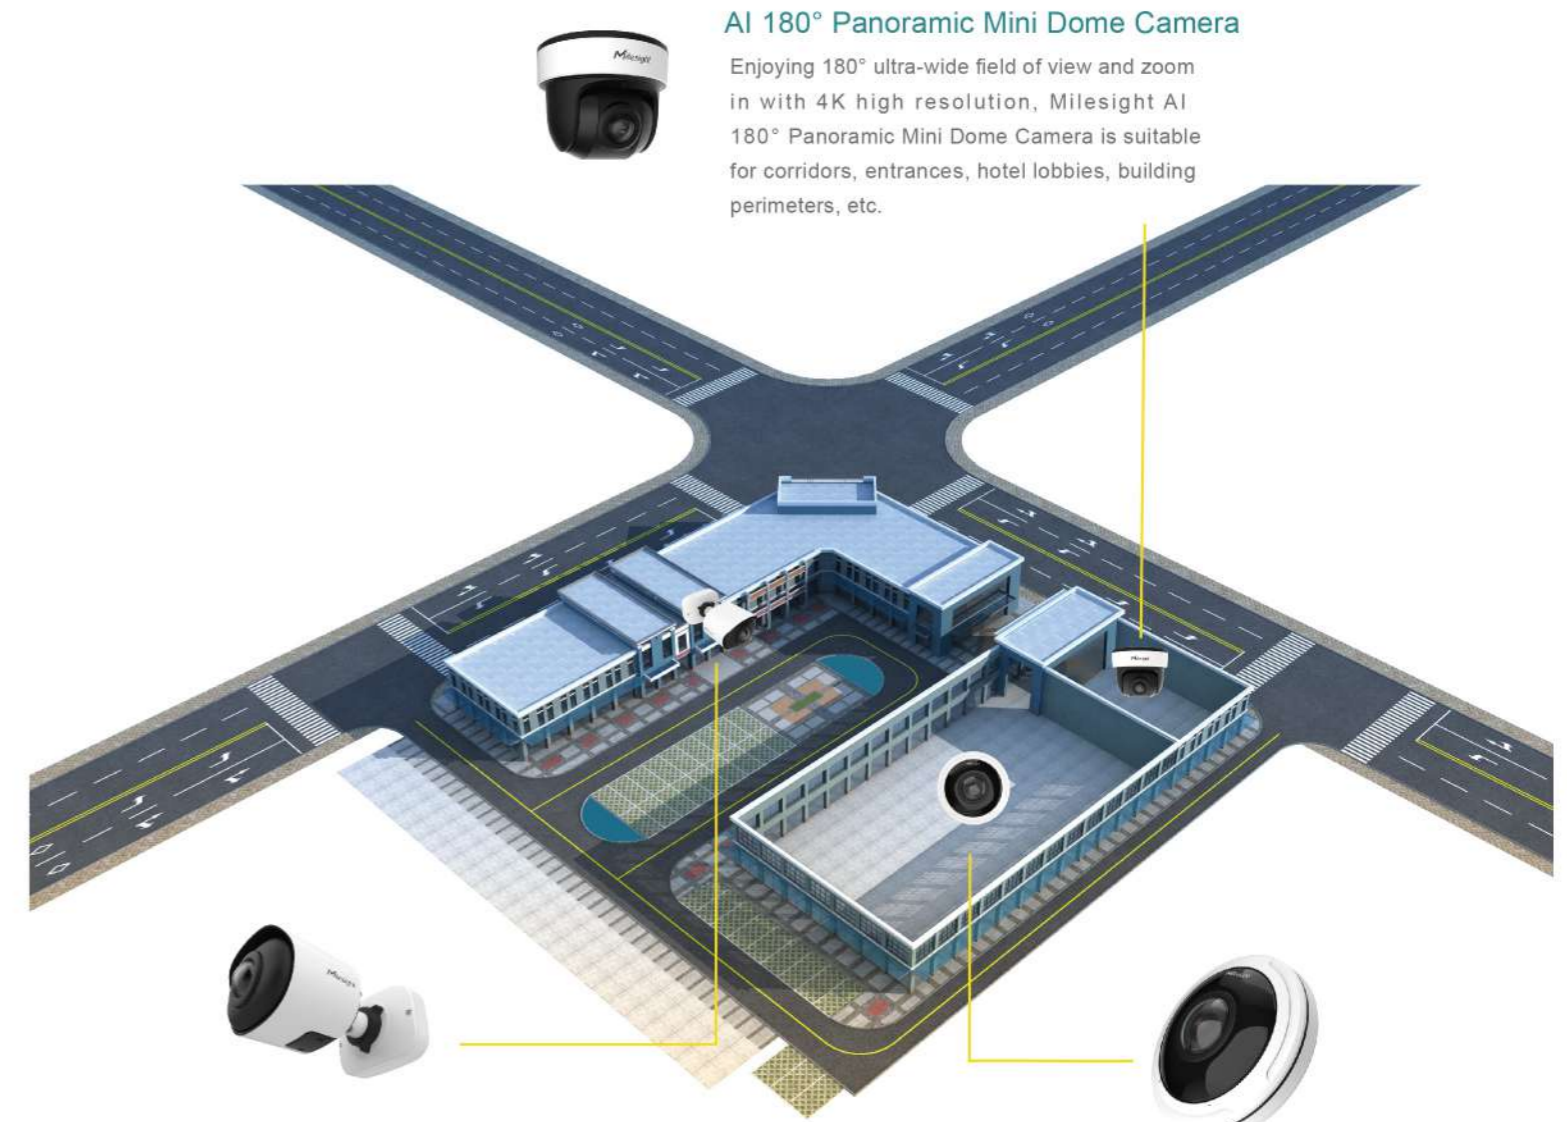 AI 180° Panoramic Mini Dome Camera
Milesight
Enjoying 180° ultra-wide field of view and zoom
in with 4K high resolution, Milesight AI
180° Panoramic Mini Dome Camera is suitable
for corridors, entrances, hotel lobbies, building
perimeters, etc.
Milesight
Milesight